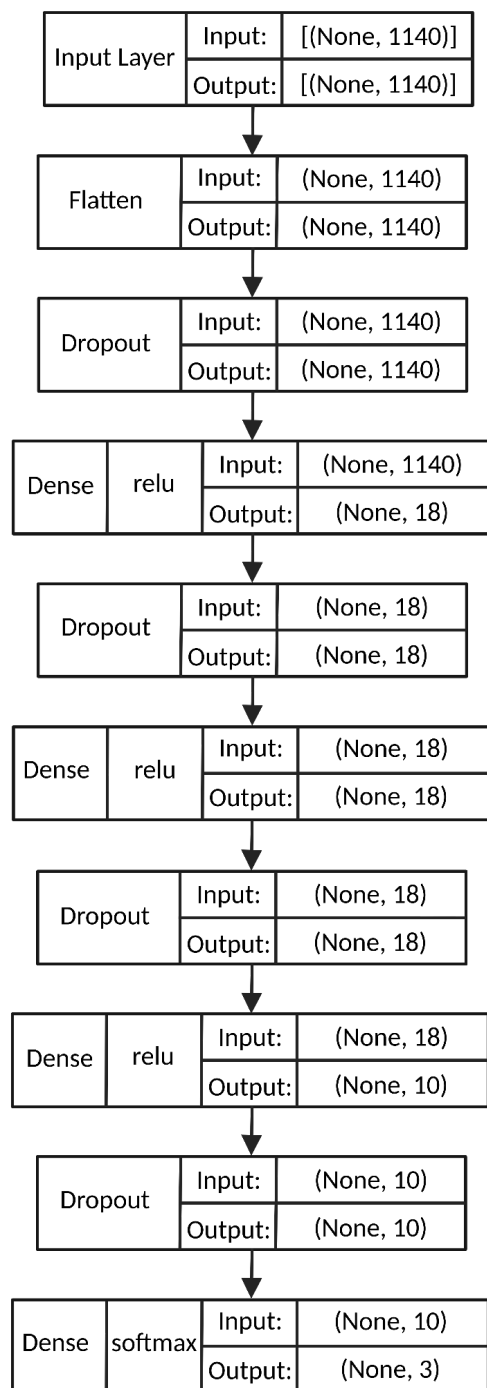 Input Layer
Input: [(None, 1140)]
Output: [(None, 1140)]
Flatten
Input: (None, 1140)
Output: (None, 1140)
Dropout
Input: (None, 1140)
Output: (None, 1140)
Dense relu
Input: (None, 1140)
Output: (None, 18)
Dropout
Input: (None, 18)
Output: (None, 18)
Dense relu
Input: (None, 18)
Output: (None, 18)
Dropout
Input: (None, 18)
Output: (None, 18)
Dense relu
Input: (None, 18)
Output: (None, 10)
Dropout
Input: (None, 10)
Output: (None, 10)
Dense softmax
Input: (None, 10)
Output: (None, 3)